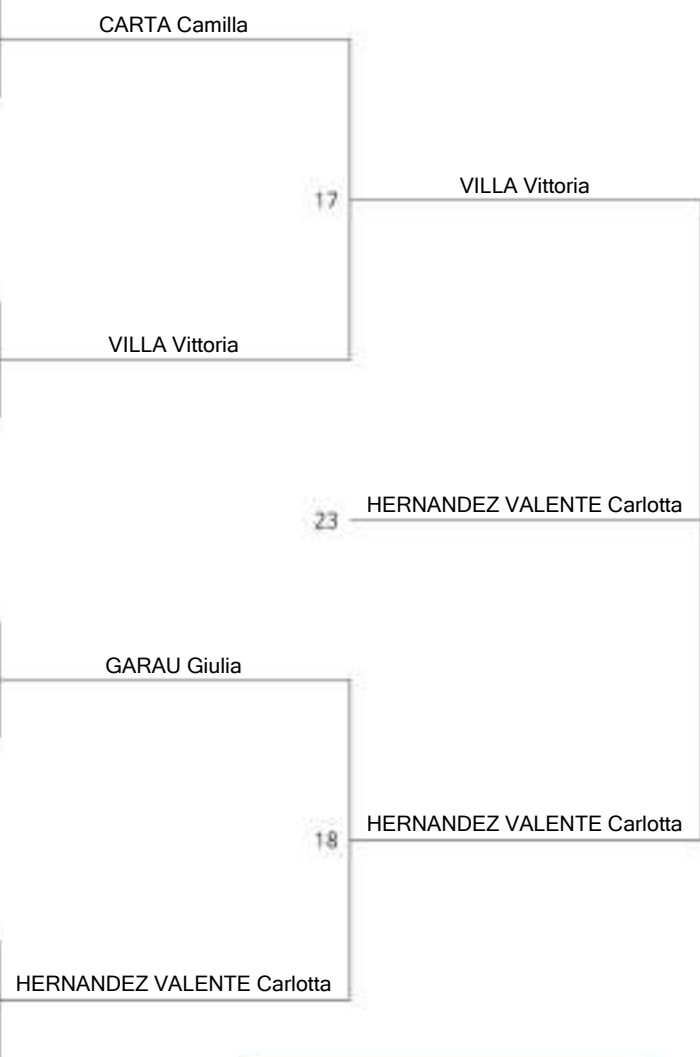 CARTA Camilla
17
VILLA Vittoria
VILLA Vittoria
23
HERNANDEZ VALENTE Carlotta
GARAU Giulia
18
HERNANDEZ VALENTE Carlotta
HERNANDEZ VALENTE Carlotta